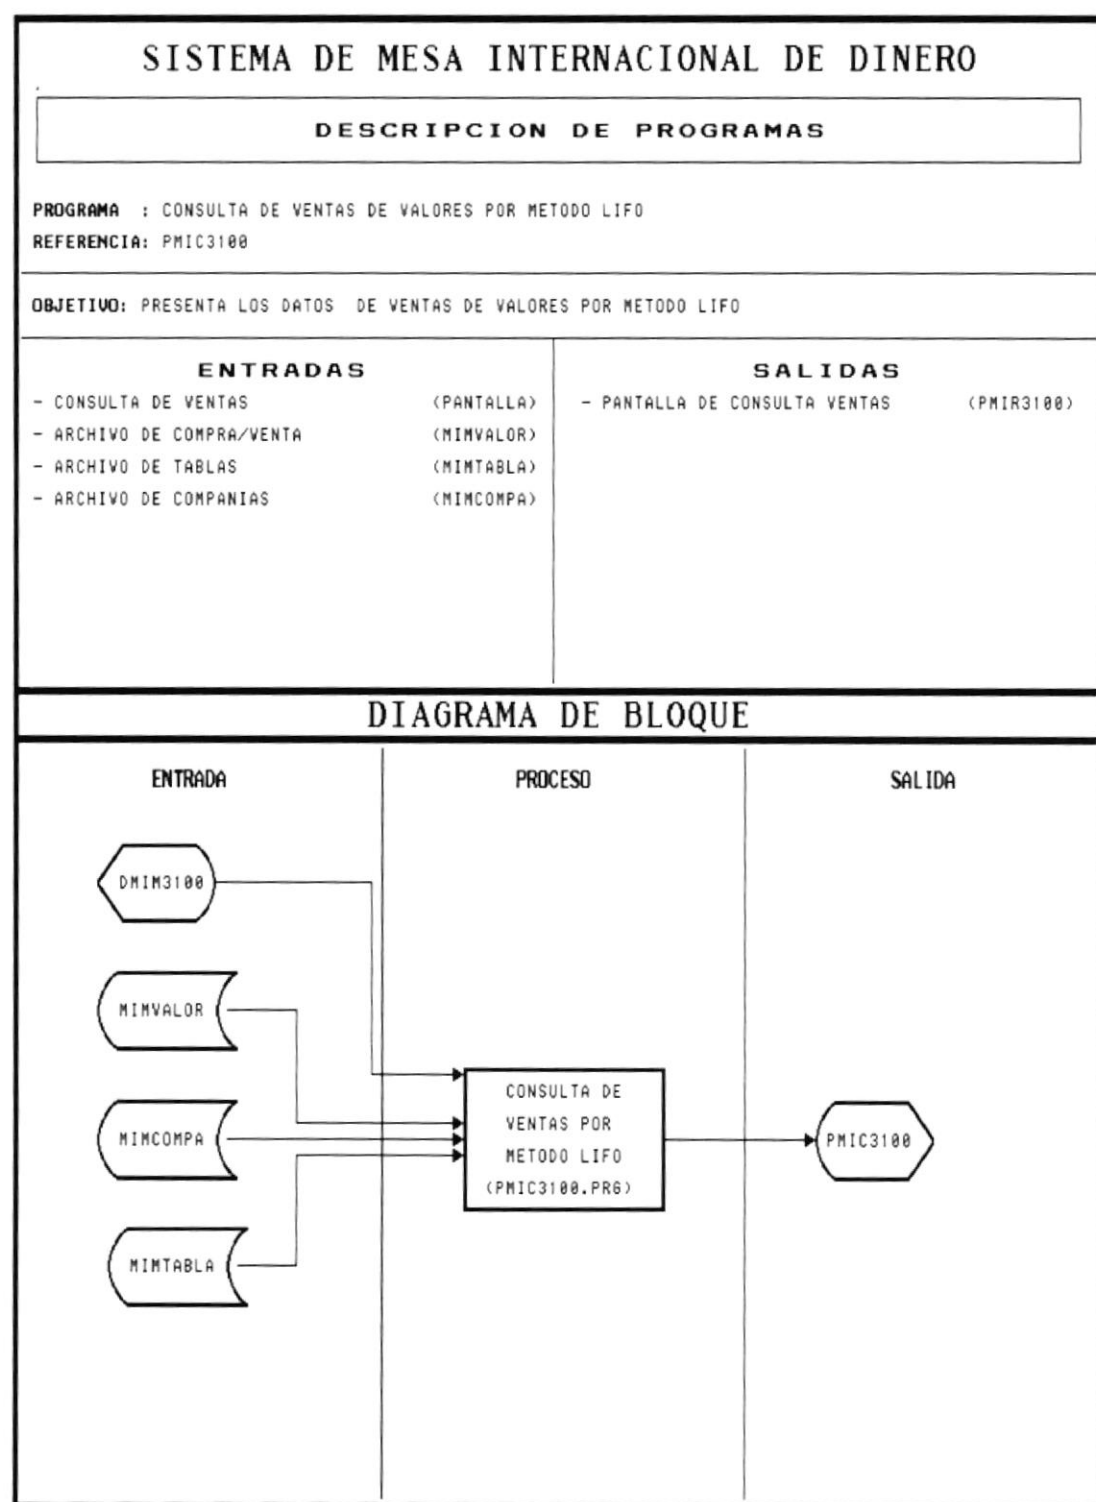 SISTEMA DE MESA INTERNACIONAL DE DINERO
DESCRIPCION DE PROGRAMAS
PROGRAMA : CONSULTA DE VENTAS DE VALORES POR METODO LIFO
REFERENCIA: PMIC3100
OBJETIVO: PRESENTA LOS DATOS DE VENTAS DE VALORES POR METODO LIFO
ENTRADAS
- CONSULTA DE VENTAS (PANTALLA)
- ARCHIVO DE COMPRA/VENTA (MIMVALOR)
- ARCHIVO DE TABLAS (MIMTABLA)
- ARCHIVO DE COMPANIAS (MIMCOMPA)
SALIDAS
- PANTALLA DE CONSULTA VENTAS (PMIR3100)
DIAGRAMA DE BLOQUE
ENTRADA
PROCESO
SALIDA
DMIM3100
MIMVALOR
MIMCOMPA
MIMTABLA
CONSULTA DE
VENTAS POR
METODO LIFO
(PMIC3100.PRG)
PMIC3100